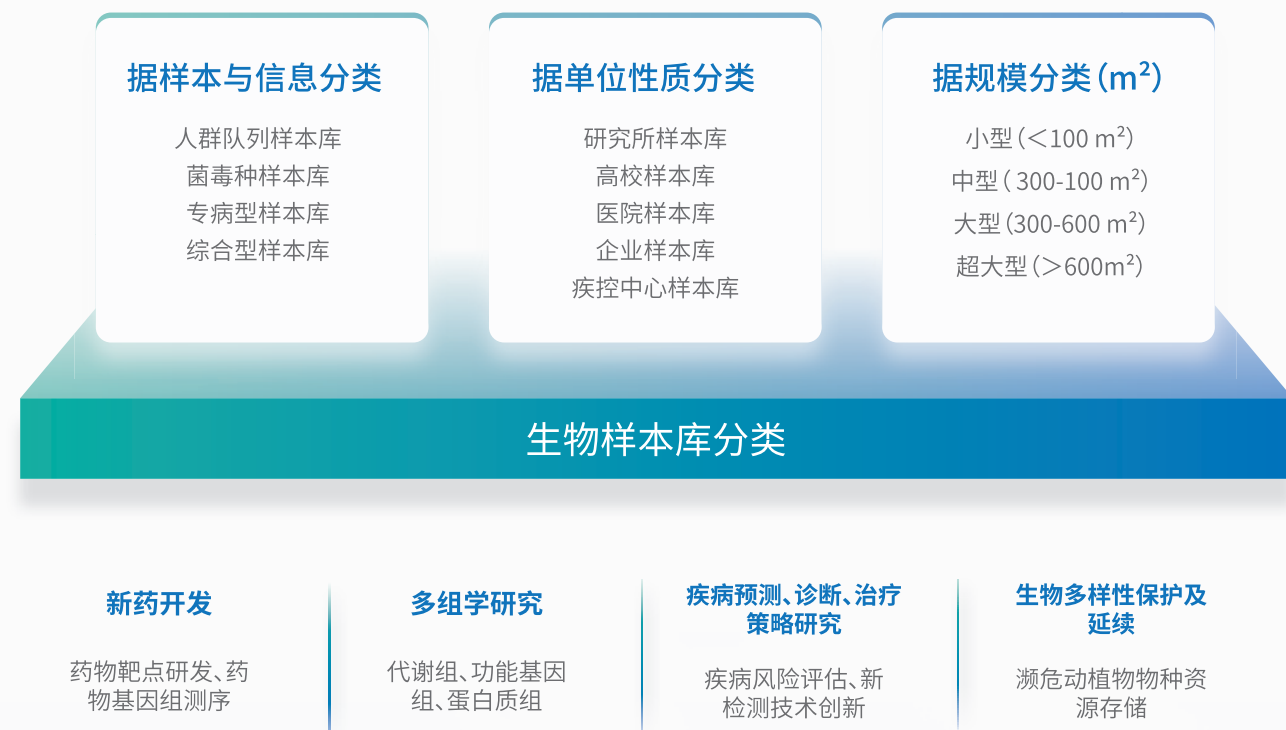 据样本与信息分类
人群队列样本库
菌毒种样本库
专病型样本库
综合型样本库
据单位性质分类
研究所样本库
高校样本库
医院样本库
企业样本库
疾控中心样本库
据规模分类(m²)
小型(＜100 m²)
中型( 300-100 m²)
大型(300-600 m²)
超大型(＞600m²)
生物样本库分类
新药开发
药物靶点研发、药
物基因组测序
多组学研究
代谢组、功能基因
组、蛋白质组
疾病预测、诊断、治疗
策略研究
疾病风险评估、新
检测技术创新
生物多样性保护及
延续
濒危动植物物种资
源存储